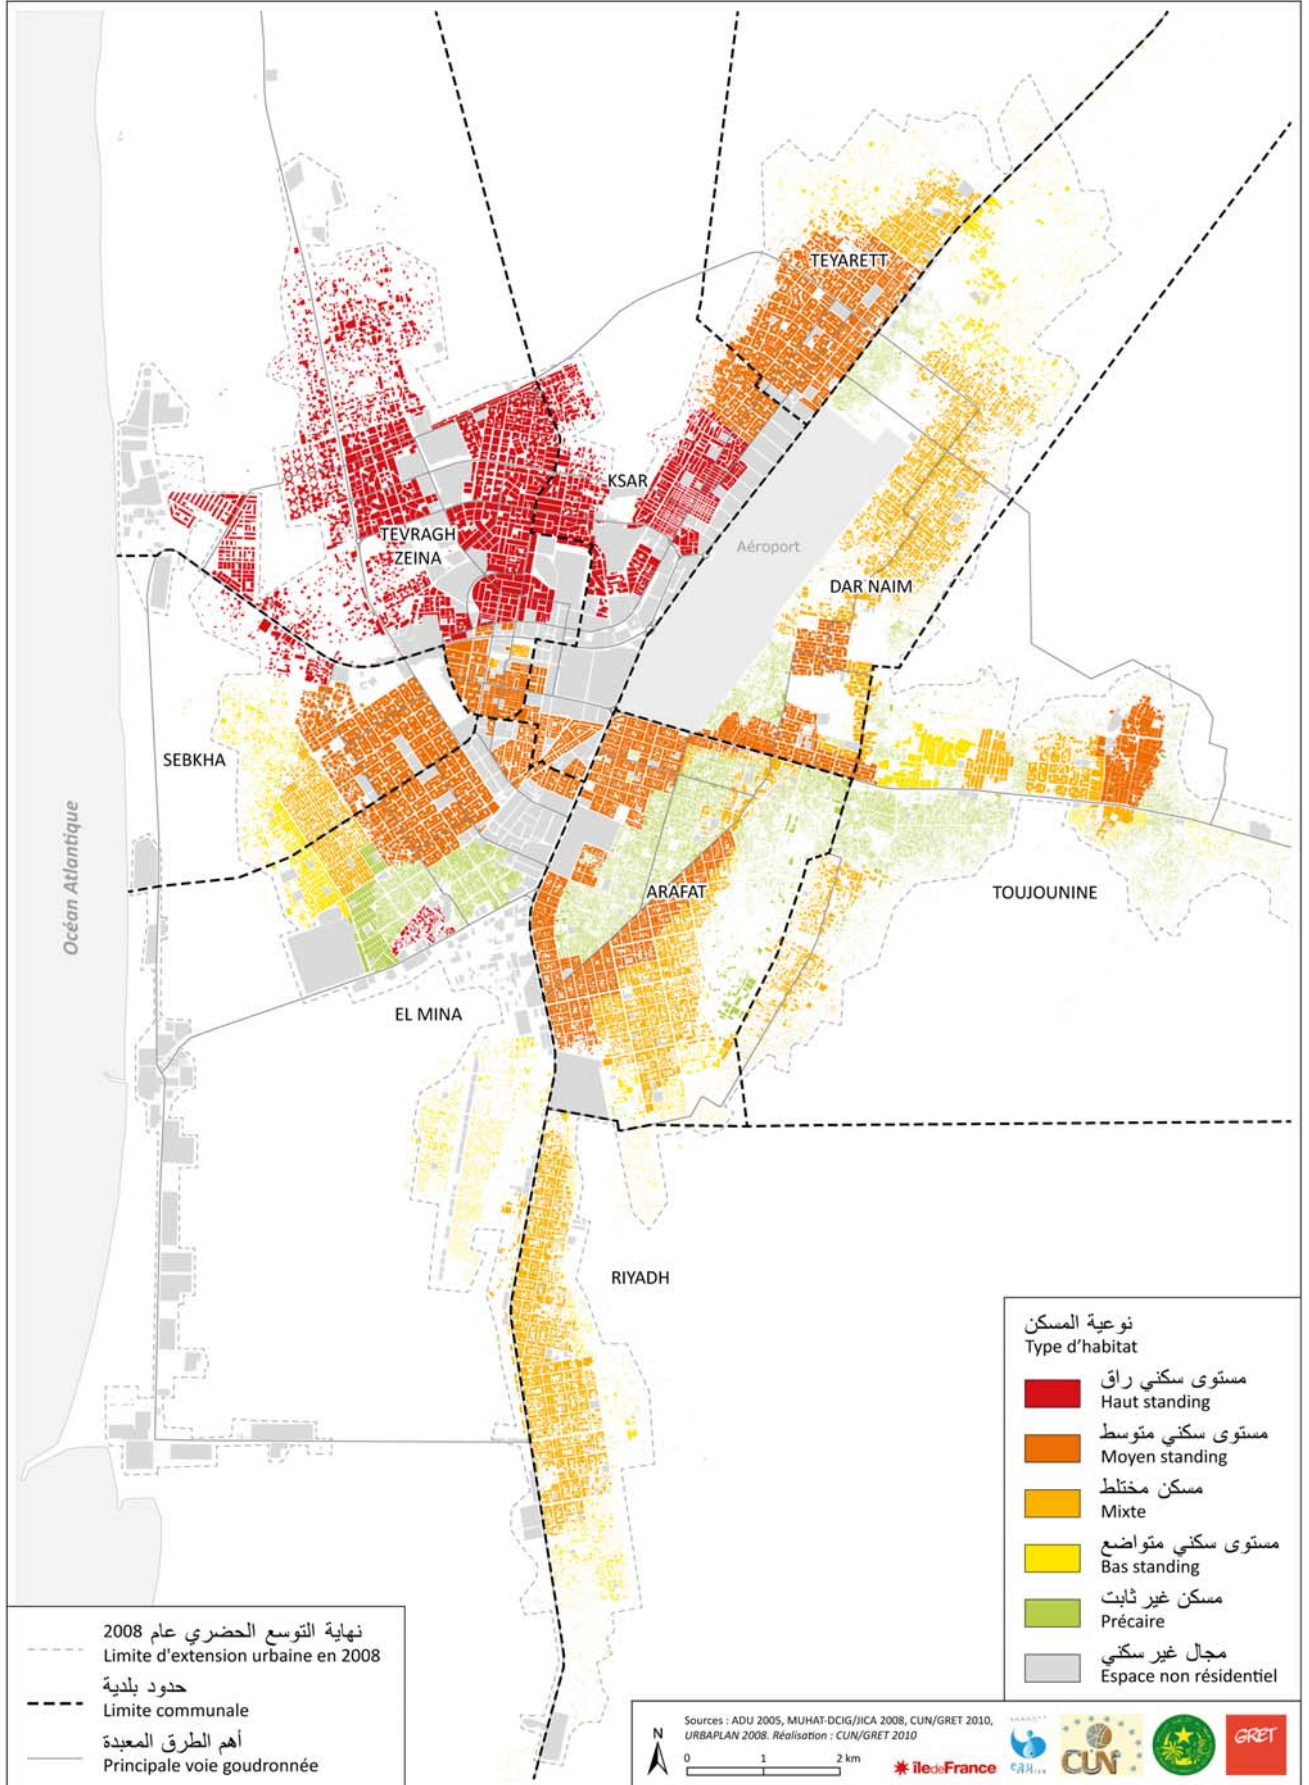 TEYARETT
KSAR
TEVRAGH
ZEINA
Aéroport
DAR NAIM
SEBKHA
Océan Atlantique
ARAFAT
TOUJOUNINE
EL MINA
RIYADH
نوعية المسكن
Type d'habitat
مستوى سكني راق
Haut standing
مستوى سكني متوسط
Moyen standing
مسكن مختلط
Mixte
مستوى سكني متواضع
Bas standing
مسكن غير ثابت
Précaire
مجال غير سكني
Espace non résidentiel
نهاية التوسع الحضري عام 2008
Limite d'extension urbaine en 2008
حدود بلدية
Limite communale
أهم الطرق المعبدة
Principale voie goudronnée
N
Sources : ADU 2005, MUHAT-DCIG/JICA 2008, CUN/GRET 2010,
URBAPLAN 2008. Réalisation : CUN/GRET 2010
0 1 2 km
îledeFrance
eau
CUN
GRET